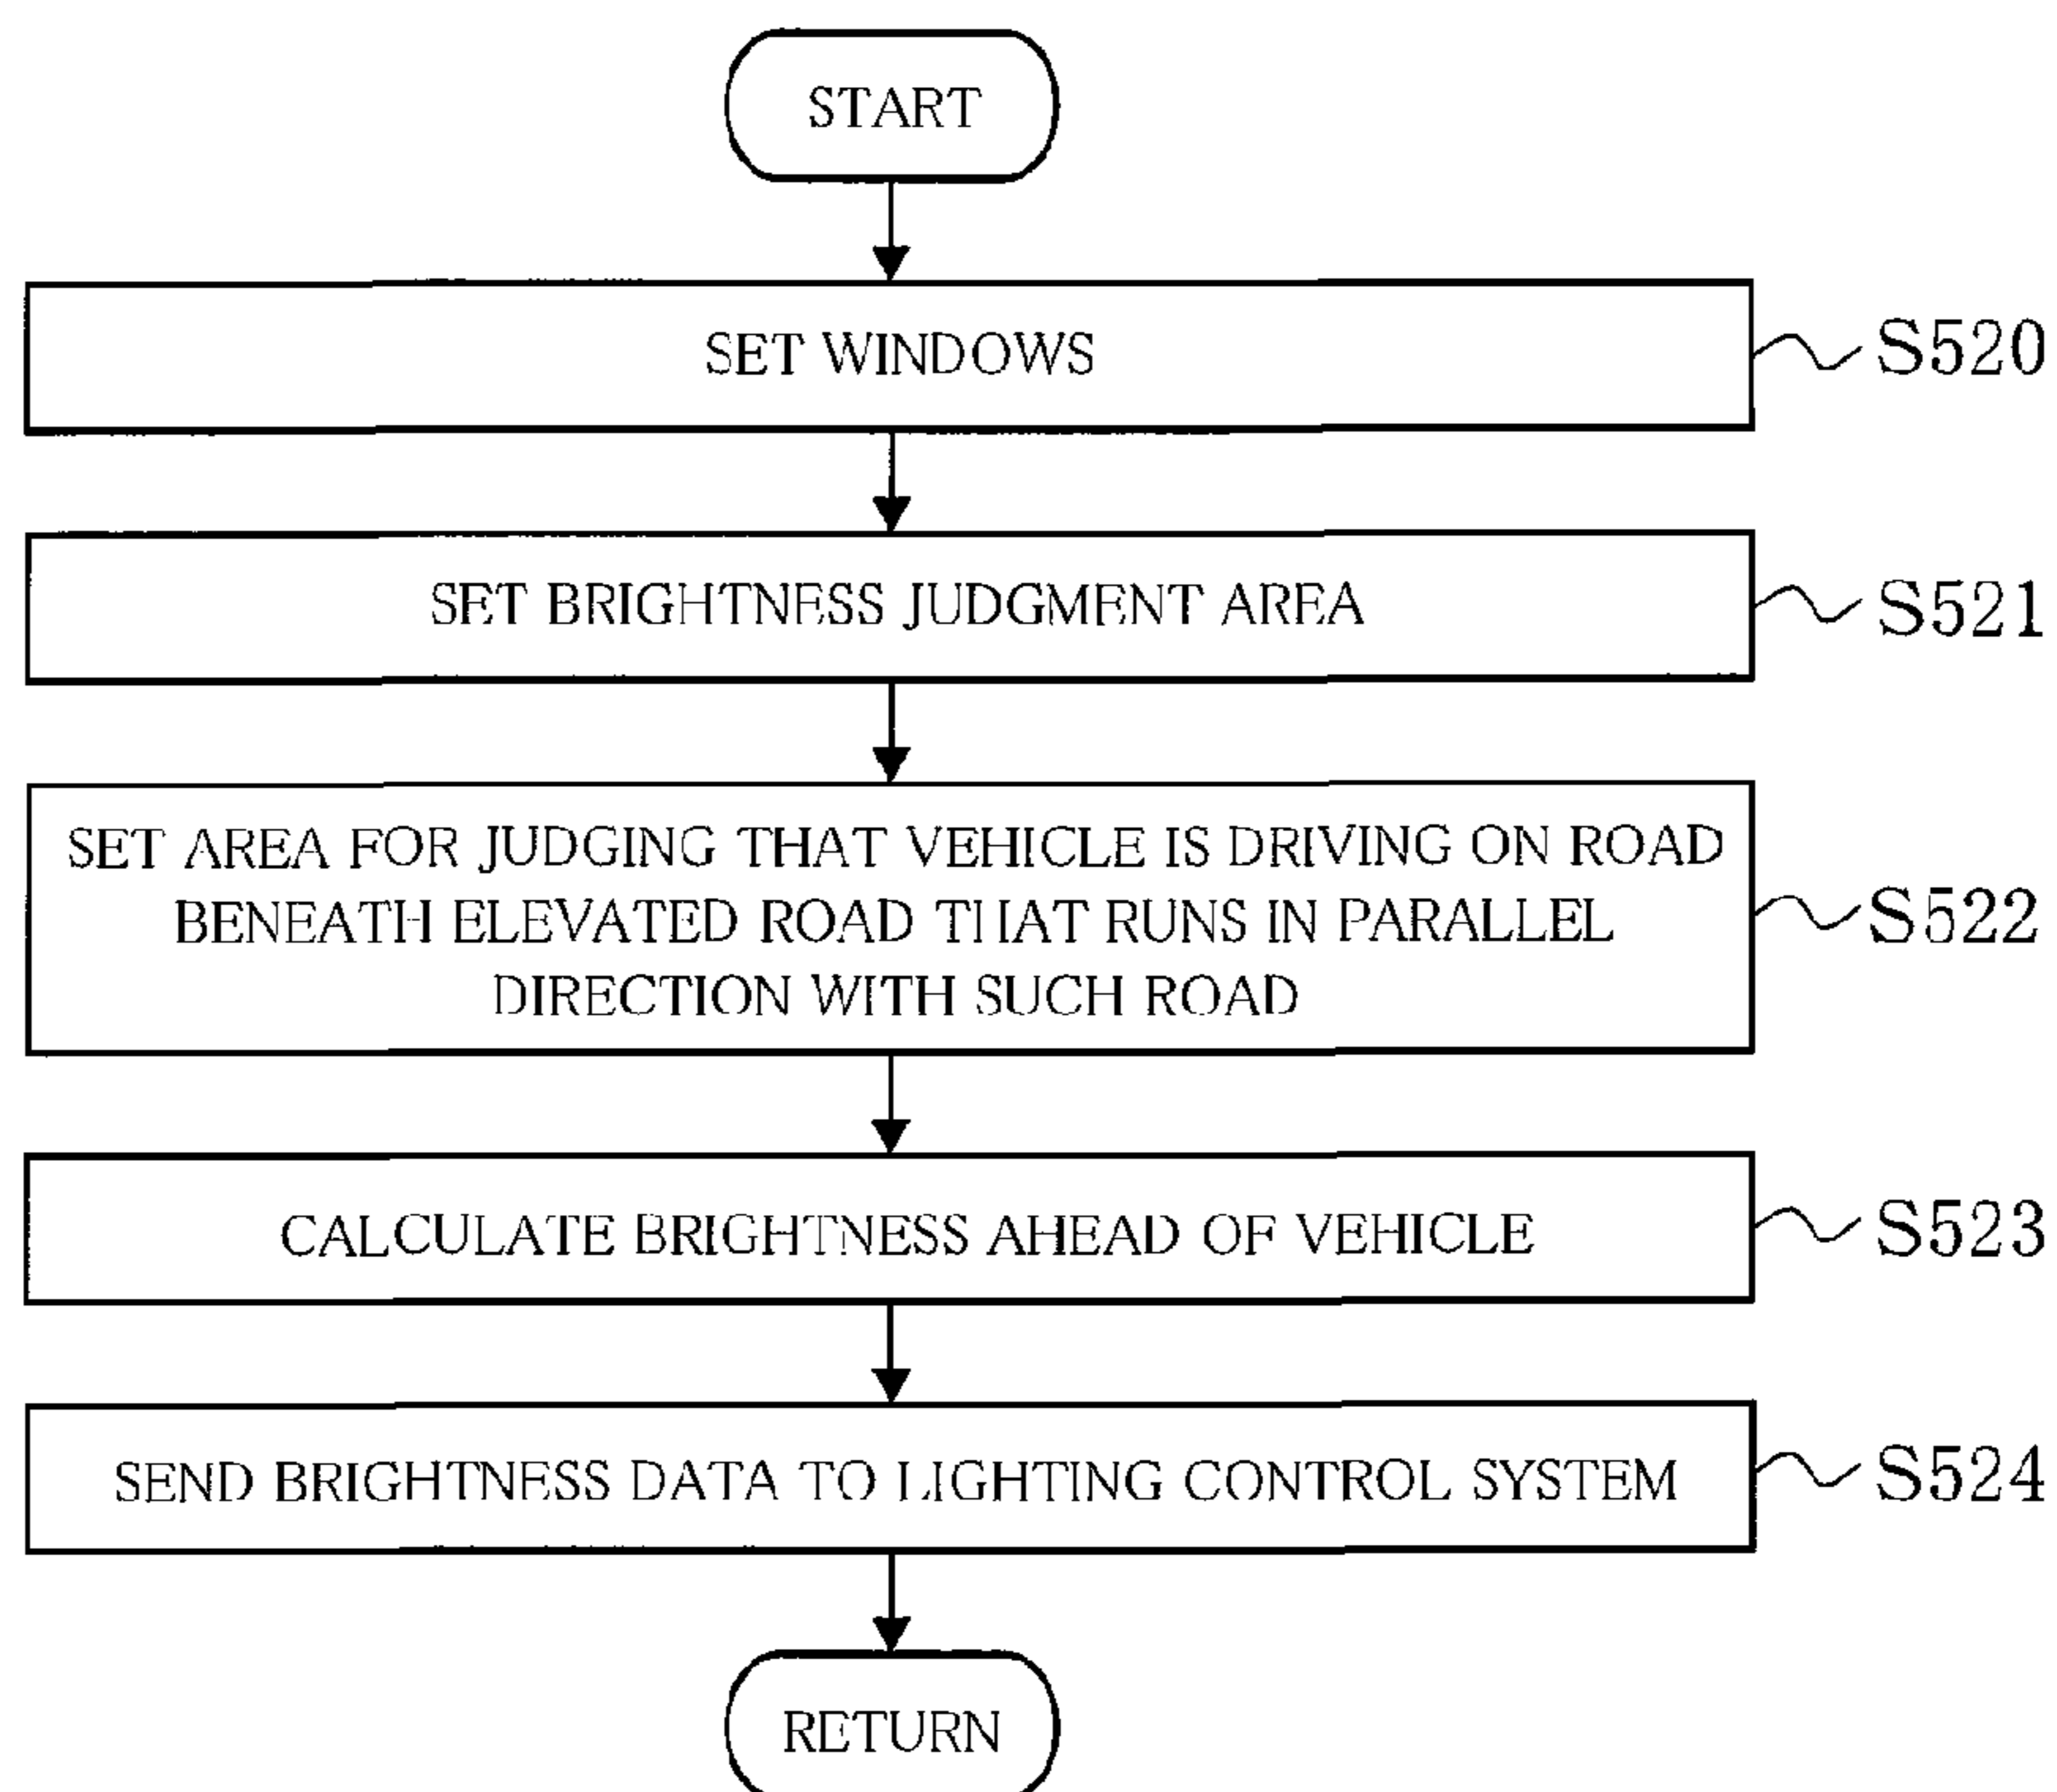 START
SET WINDOWS
S520
SET BRIGHTNESS JUDGMENT AREA
S521
SET AREA FOR JUDGING THAT VEHICLE IS DRIVING ON ROAD
BENEATH ELEVATED ROAD THAT RUNS IN PARALLEL
DIRECTION WITH SUCH ROAD
S522
CALCULATE BRIGHTNESS AHEAD OF VEHICLE
S523
SEND BRIGHTNESS DATA TO LIGHTING CONTROL SYSTEM
S524
RETURN